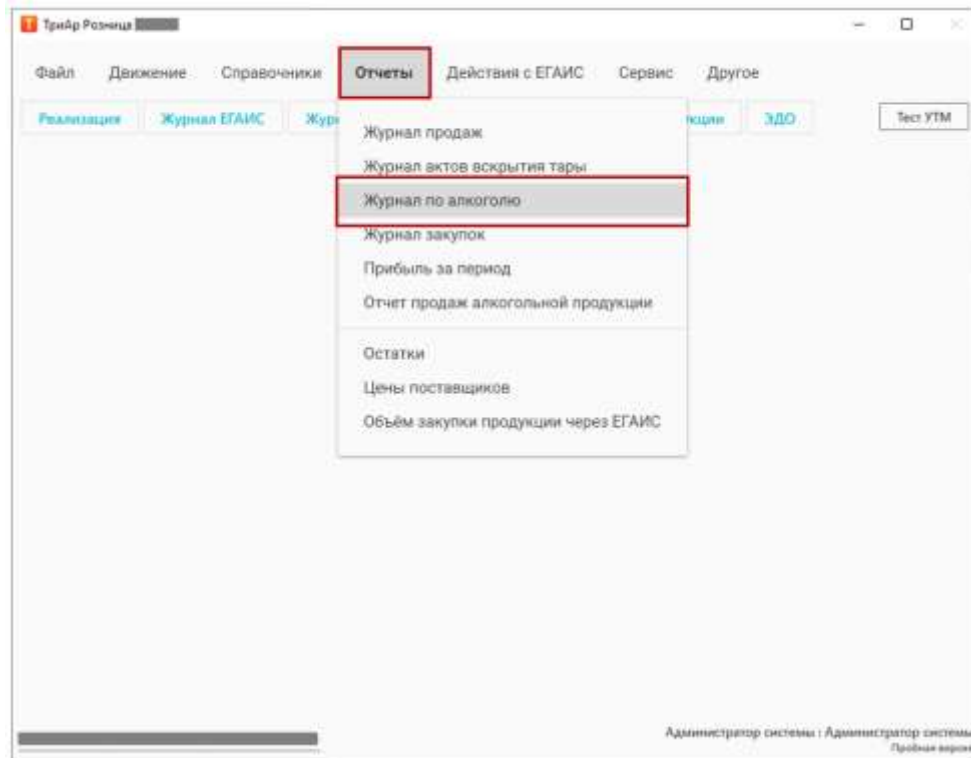 ТриАр Розница
Файл Движение Справочники Отчеты Действия с ЕГАИС Сервис Другое
Реализация Журнал ЕГАИС ЭДО Тест УТМ
Журнал продаж
Журнал актов вскрытия тары
Журнал по алкоголю
Журнал закупок
Прибыль за период
Отчет продаж алкогольной продукции
Остатки
Цены поставщиков
Объём закупки продукции через ЕГАИС
Администратор системы : Администратор системы
Пробная версия